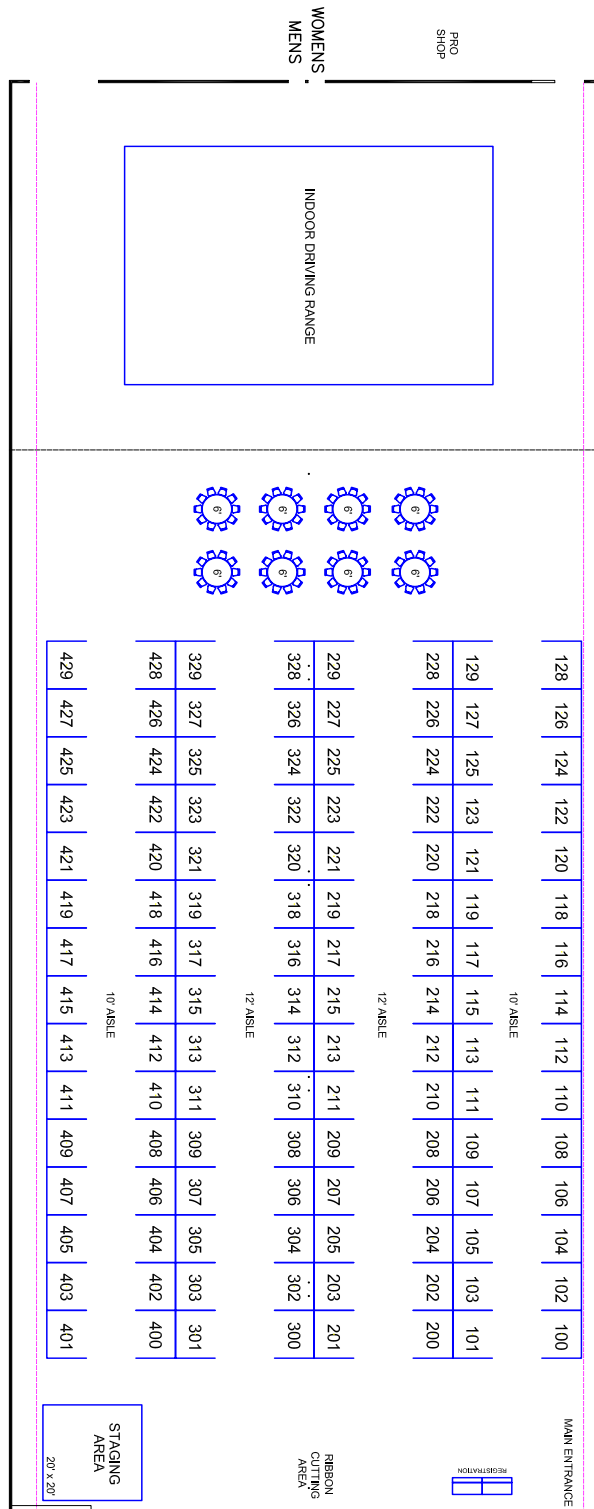 WOMENS
MENS
PRO
SHOP
INDOOR DRIVING RANGE
6' 6' 6' 6'
6' 6' 6' 6'
429 428 329 328 229 228 129 128
427 426 327 326 227 226 127 126
425 424 325 324 225 224 125 124
423 422 323 322 223 222 123 122
421 420 321 320 221 220 121 120
419 418 319 318 219 218 119 118
417 416 317 316 217 216 117 116
415 414 315 314 215 214 115 114
10' AISLE 12' AISLE 12' AISLE 10' AISLE
413 412 313 312 213 212 113 112
411 410 311 310 211 210 111 110
409 408 309 308 209 208 109 108
407 406 307 306 207 206 107 106
405 404 305 304 205 204 105 104
403 402 303 302 203 202 103 102
401 400 301 300 201 200 101 100
STAGING
AREA
20' x 20'
RIBBON
CUTTING
AREA
REGISTRATION
MAIN ENTRANCE